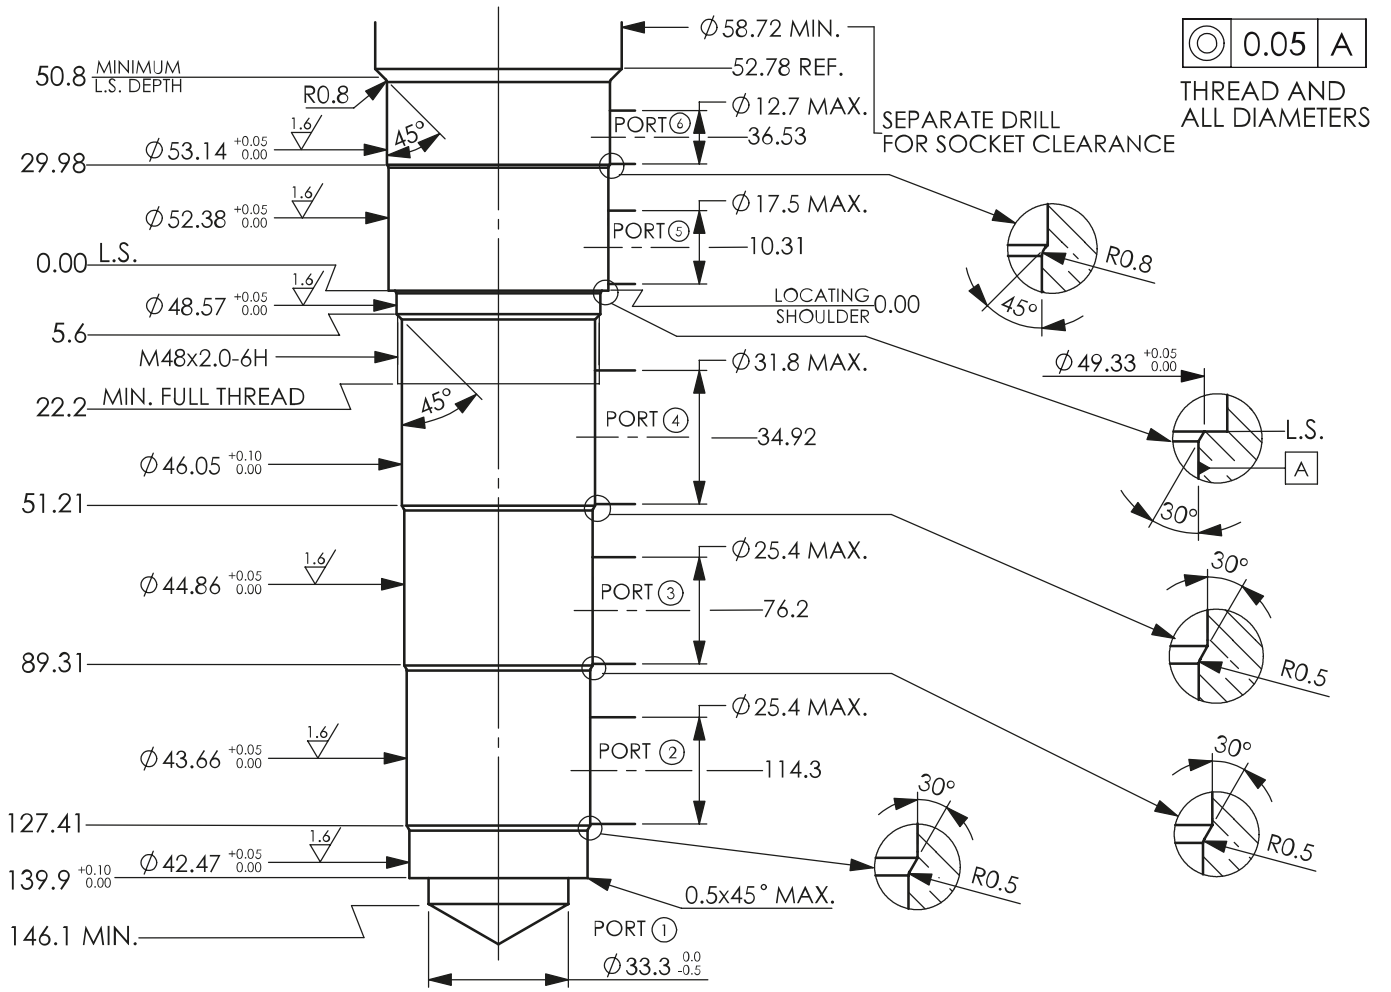 Ø58.72 MIN.
◎ 0.05 A
THREAD AND
ALL DIAMETERS
50.8 MINIMUM
L.S. DEPTH
52.78 REF.
R0.8
Ø12.7 MAX.
SEPARATE DRILL
FOR SOCKET CLEARANCE
1.6
45°
PORT 6
36.53
Ø53.14 +0.05
0.00
29.98
1.6
Ø17.5 MAX.
Ø52.38 +0.05
0.00
PORT 5
10.31
R0.8
45°
0.00 L.S.
1.6
Ø48.57 +0.05
0.00
LOCATING
SHOULDER 0.00
5.6
M48x2.0-6H
Ø31.8 MAX.
Ø49.33 +0.05
0.00
22.2 MIN. FULL THREAD
45°
PORT 4
34.92
L.S.
A
30°
Ø46.05 +0.10
0.00
51.21
1.6
Ø25.4 MAX.
30°
Ø44.86 +0.05
0.00
PORT 3
76.2
R0.5
89.31
Ø25.4 MAX.
1.6
Ø43.66 +0.05
0.00
PORT 2
114.3
30°
30°
R0.5
R0.5
127.41
1.6
Ø42.47 +0.05
0.00
139.9 +0.10
0.00
0.5x45° MAX.
146.1 MIN.
PORT 1
Ø33.3 0.0
-0.5